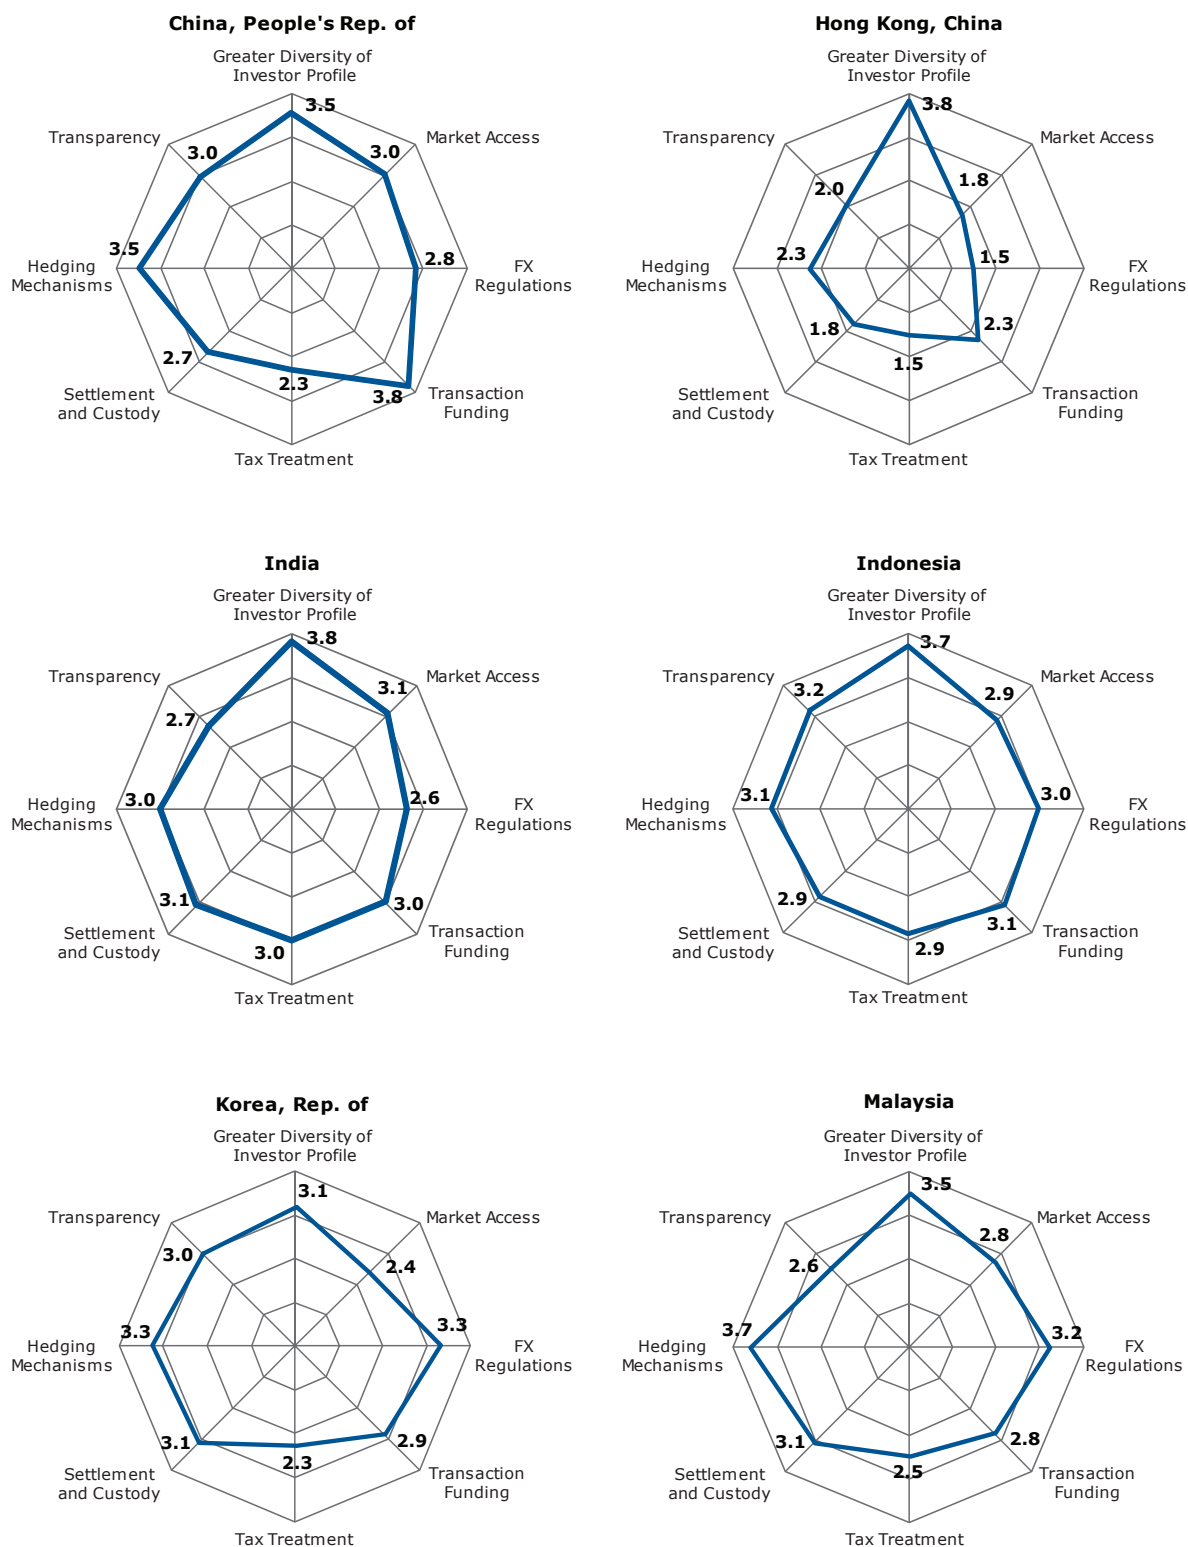 China, People's Rep. of
Greater Diversity of
Investor Profile
3.5
Transparency
Market Access
3.0
3.0
3.5
2.8
Hedging
Mechanisms
FX
Regulations
2.7
2.3
3.8
Settlement
and Custody
Transaction
Funding
Tax Treatment
Hong Kong, China
Greater Diversity of
Investor Profile
3.8
Transparency
Market Access
2.0
1.8
2.3
1.5
Hedging
Mechanisms
FX
Regulations
1.8
2.3
1.5
Settlement
and Custody
Transaction
Funding
Tax Treatment
India
Greater Diversity of
Investor Profile
3.8
Transparency
Market Access
2.7
3.1
3.0
2.6
Hedging
Mechanisms
FX
Regulations
3.1
3.0
3.0
Settlement
and Custody
Transaction
Funding
Tax Treatment
Indonesia
Greater Diversity of
Investor Profile
3.7
Transparency
Market Access
3.2
2.9
3.1
3.0
Hedging
Mechanisms
FX
Regulations
2.9
3.1
2.9
Settlement
and Custody
Transaction
Funding
Tax Treatment
Korea, Rep. of
Greater Diversity of
Investor Profile
3.1
Transparency
Market Access
3.0
2.4
3.3
3.3
Hedging
Mechanisms
FX
Regulations
3.1
2.9
2.3
Settlement
and Custody
Transaction
Funding
Tax Treatment
Malaysia
Greater Diversity of
Investor Profile
3.5
Transparency
Market Access
2.6
2.8
3.7
3.2
Hedging
Mechanisms
FX
Regulations
3.1
2.8
2.5
Settlement
and Custody
Transaction
Funding
Tax Treatment